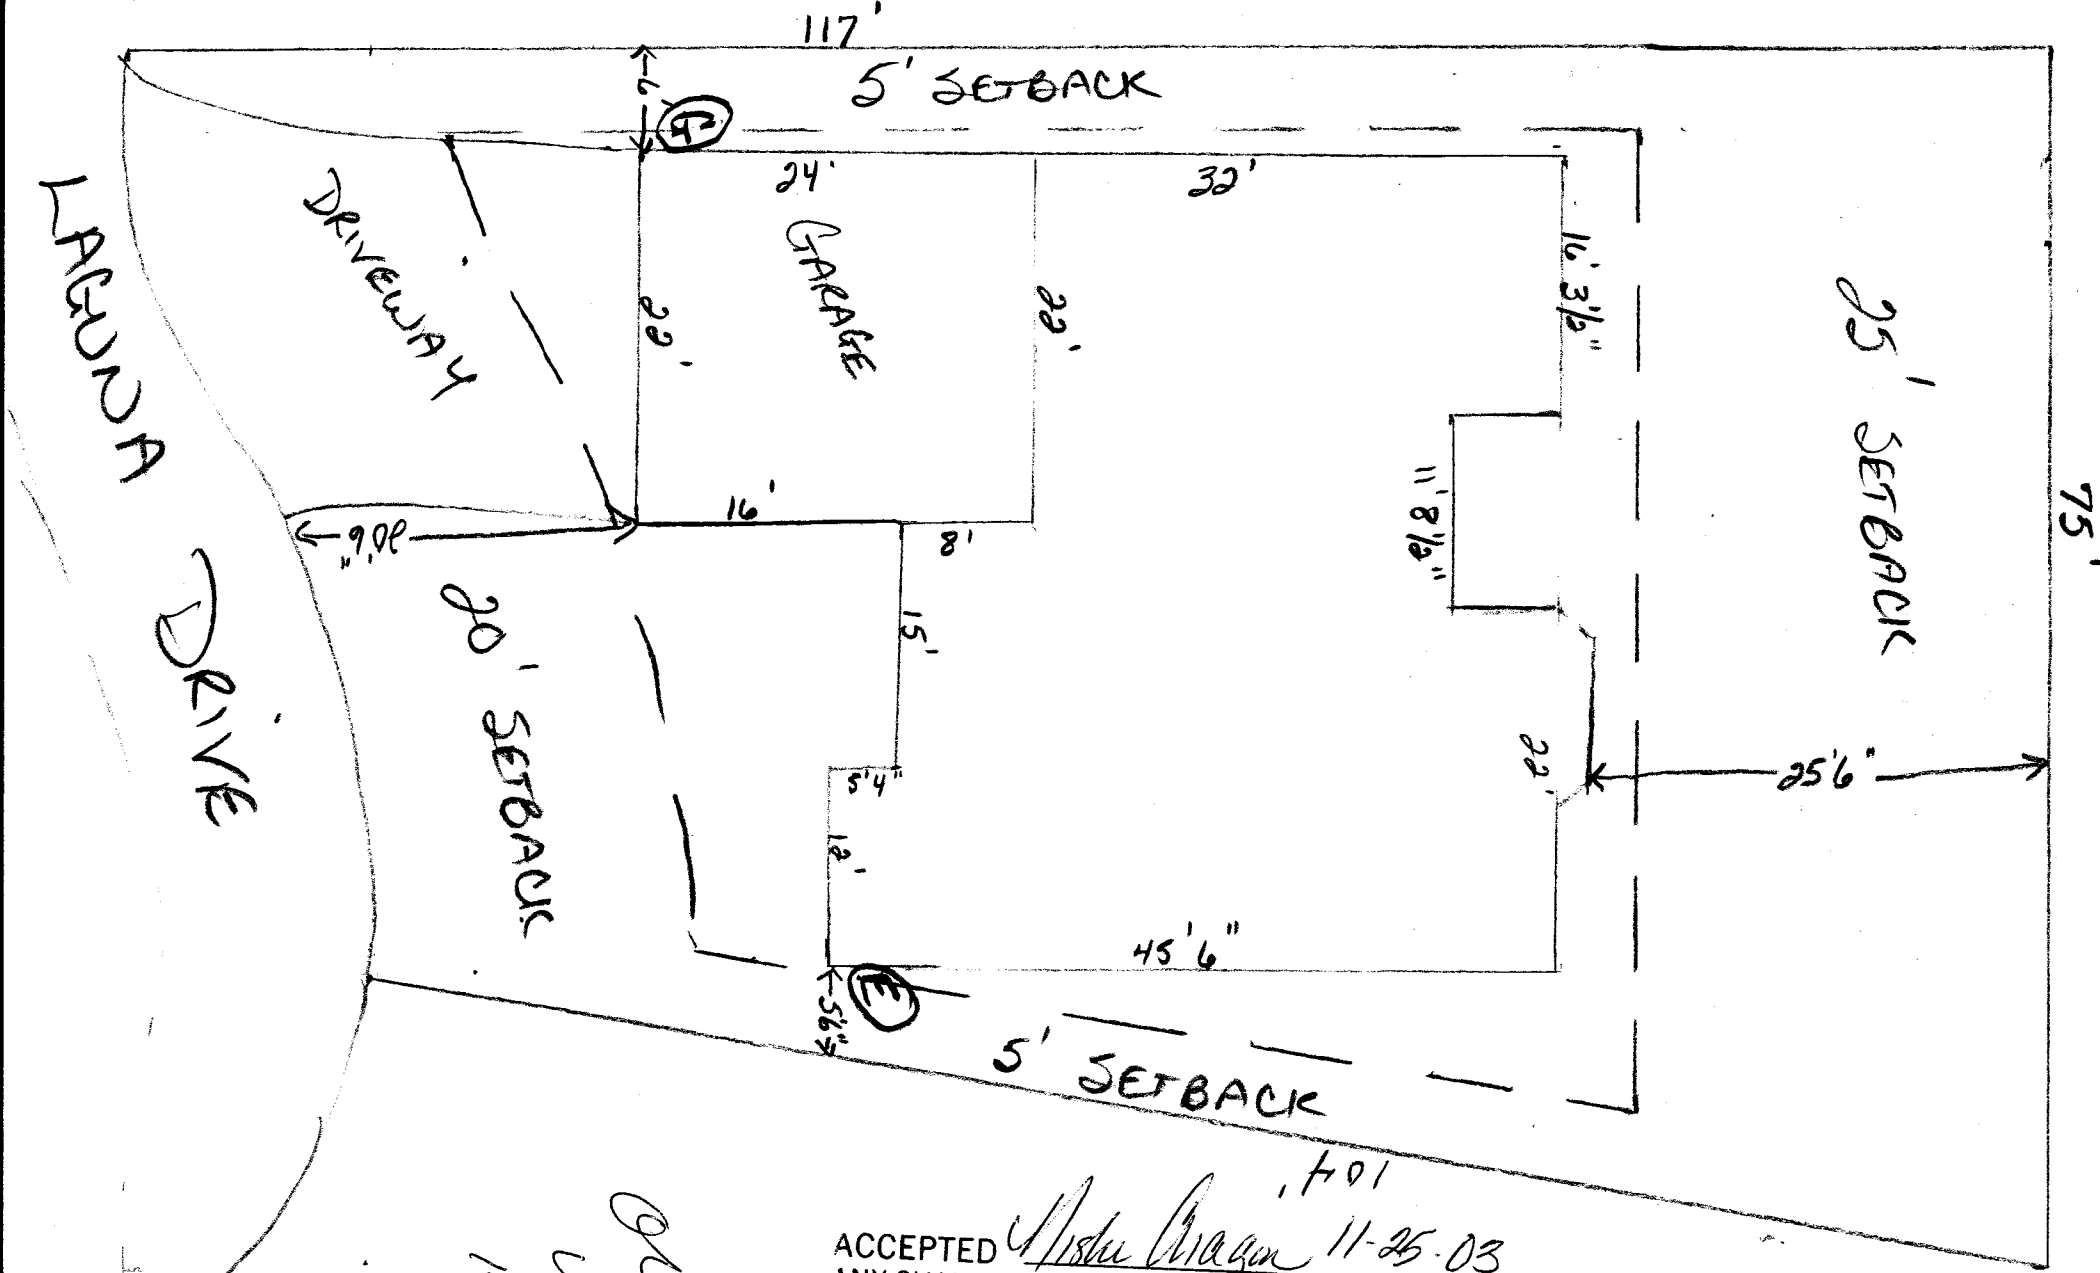 117'
5' SETBACK
6'
24'
32'
DRIVEWAY
GARAGE
22'
22'
16' 3½"
LAGUNA DRIVE
25' SETBACK
75'
11' 8½"
20'6"
16'
8'
20' SETBACK
15'
5'4"
22'
25'6"
12'
45'6"
E
5'6"
5' SETBACK
104'
ACCEPTED
11-25-03